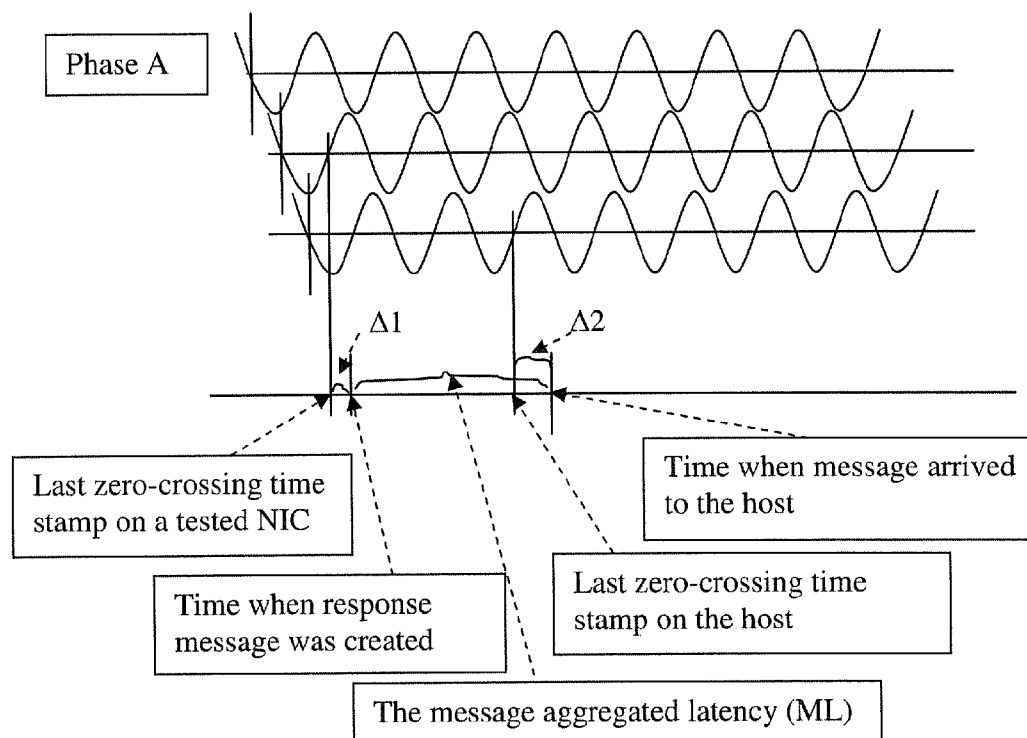 Phase A
Δ1
Δ2
Last zero-crossing time
stamp on a tested NIC
Time when message arrived
to the host
Time when response
message was created
Last zero-crossing time
stamp on the host
The message aggregated latency (ML)